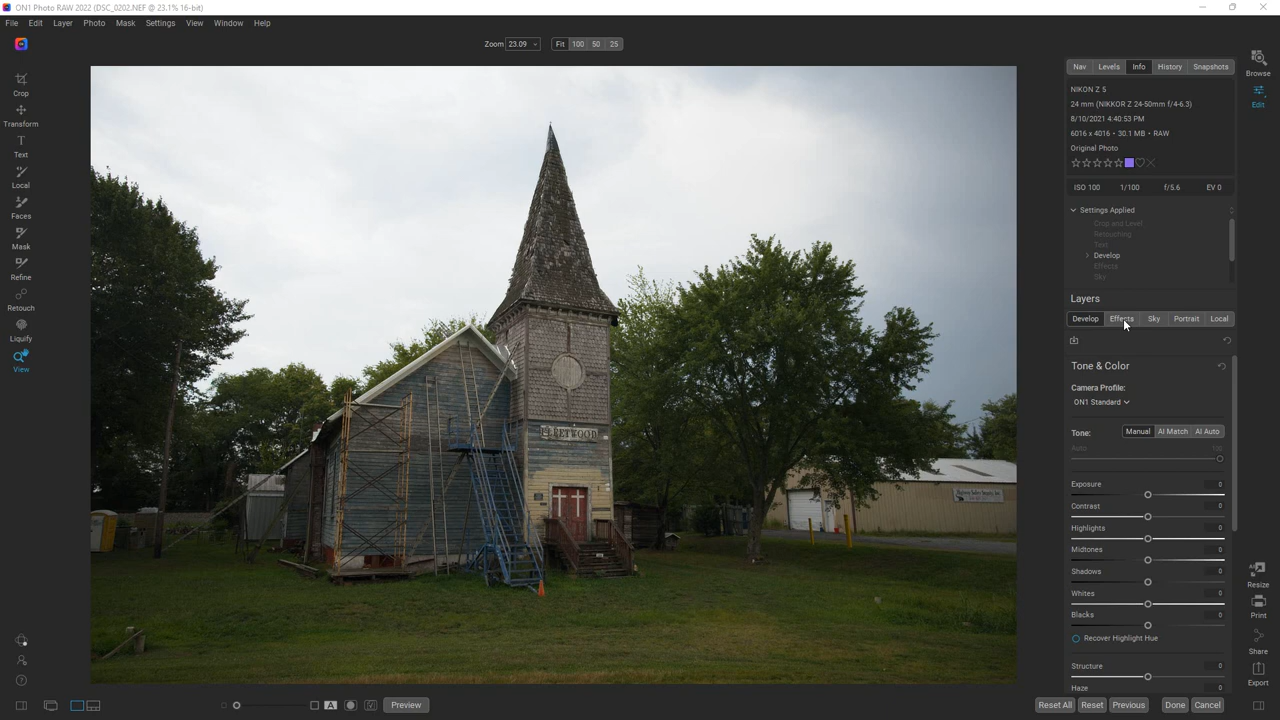 ON1 Photo RAW 2022 (DSC_0202.NEF @ 23.1% 16-bit)
File Edit Layer Photo Mask Settings View Window Help
Zoom 23.09 Fit 100 50 25
Crop
Transform
Text
Local
Faces
Mask
Refine
Retouch
Liquify
View
FLEETWOOD
Nav Levels Info History Snapshots
NIKON Z 5
24 mm (NIKKOR Z 24-50mm f/4-6.3)
8/10/2021 4:40:53 PM
6016 x 4016 • 30.1 MB • RAW
Original Photo
ISO 100 1/100 f/5.6 EV 0
Settings Applied
Crop and Level
Retouching
Text
Develop
Effects
Sky
Layers
Develop Effects Sky Portrait Local
Tone & Color
Camera Profile:
ON1 Standard
Tone: Manual AI Match AI Auto
Auto 100
Exposure 0
Contrast 0
Highlights 0
Midtones 0
Shadows 0
Whites 0
Blacks 0
Recover Highlight Hue
Structure 0
Haze 0
Browse
Edit
Resize
Print
Share
Export
A Preview
Reset All Reset Previous Done Cancel